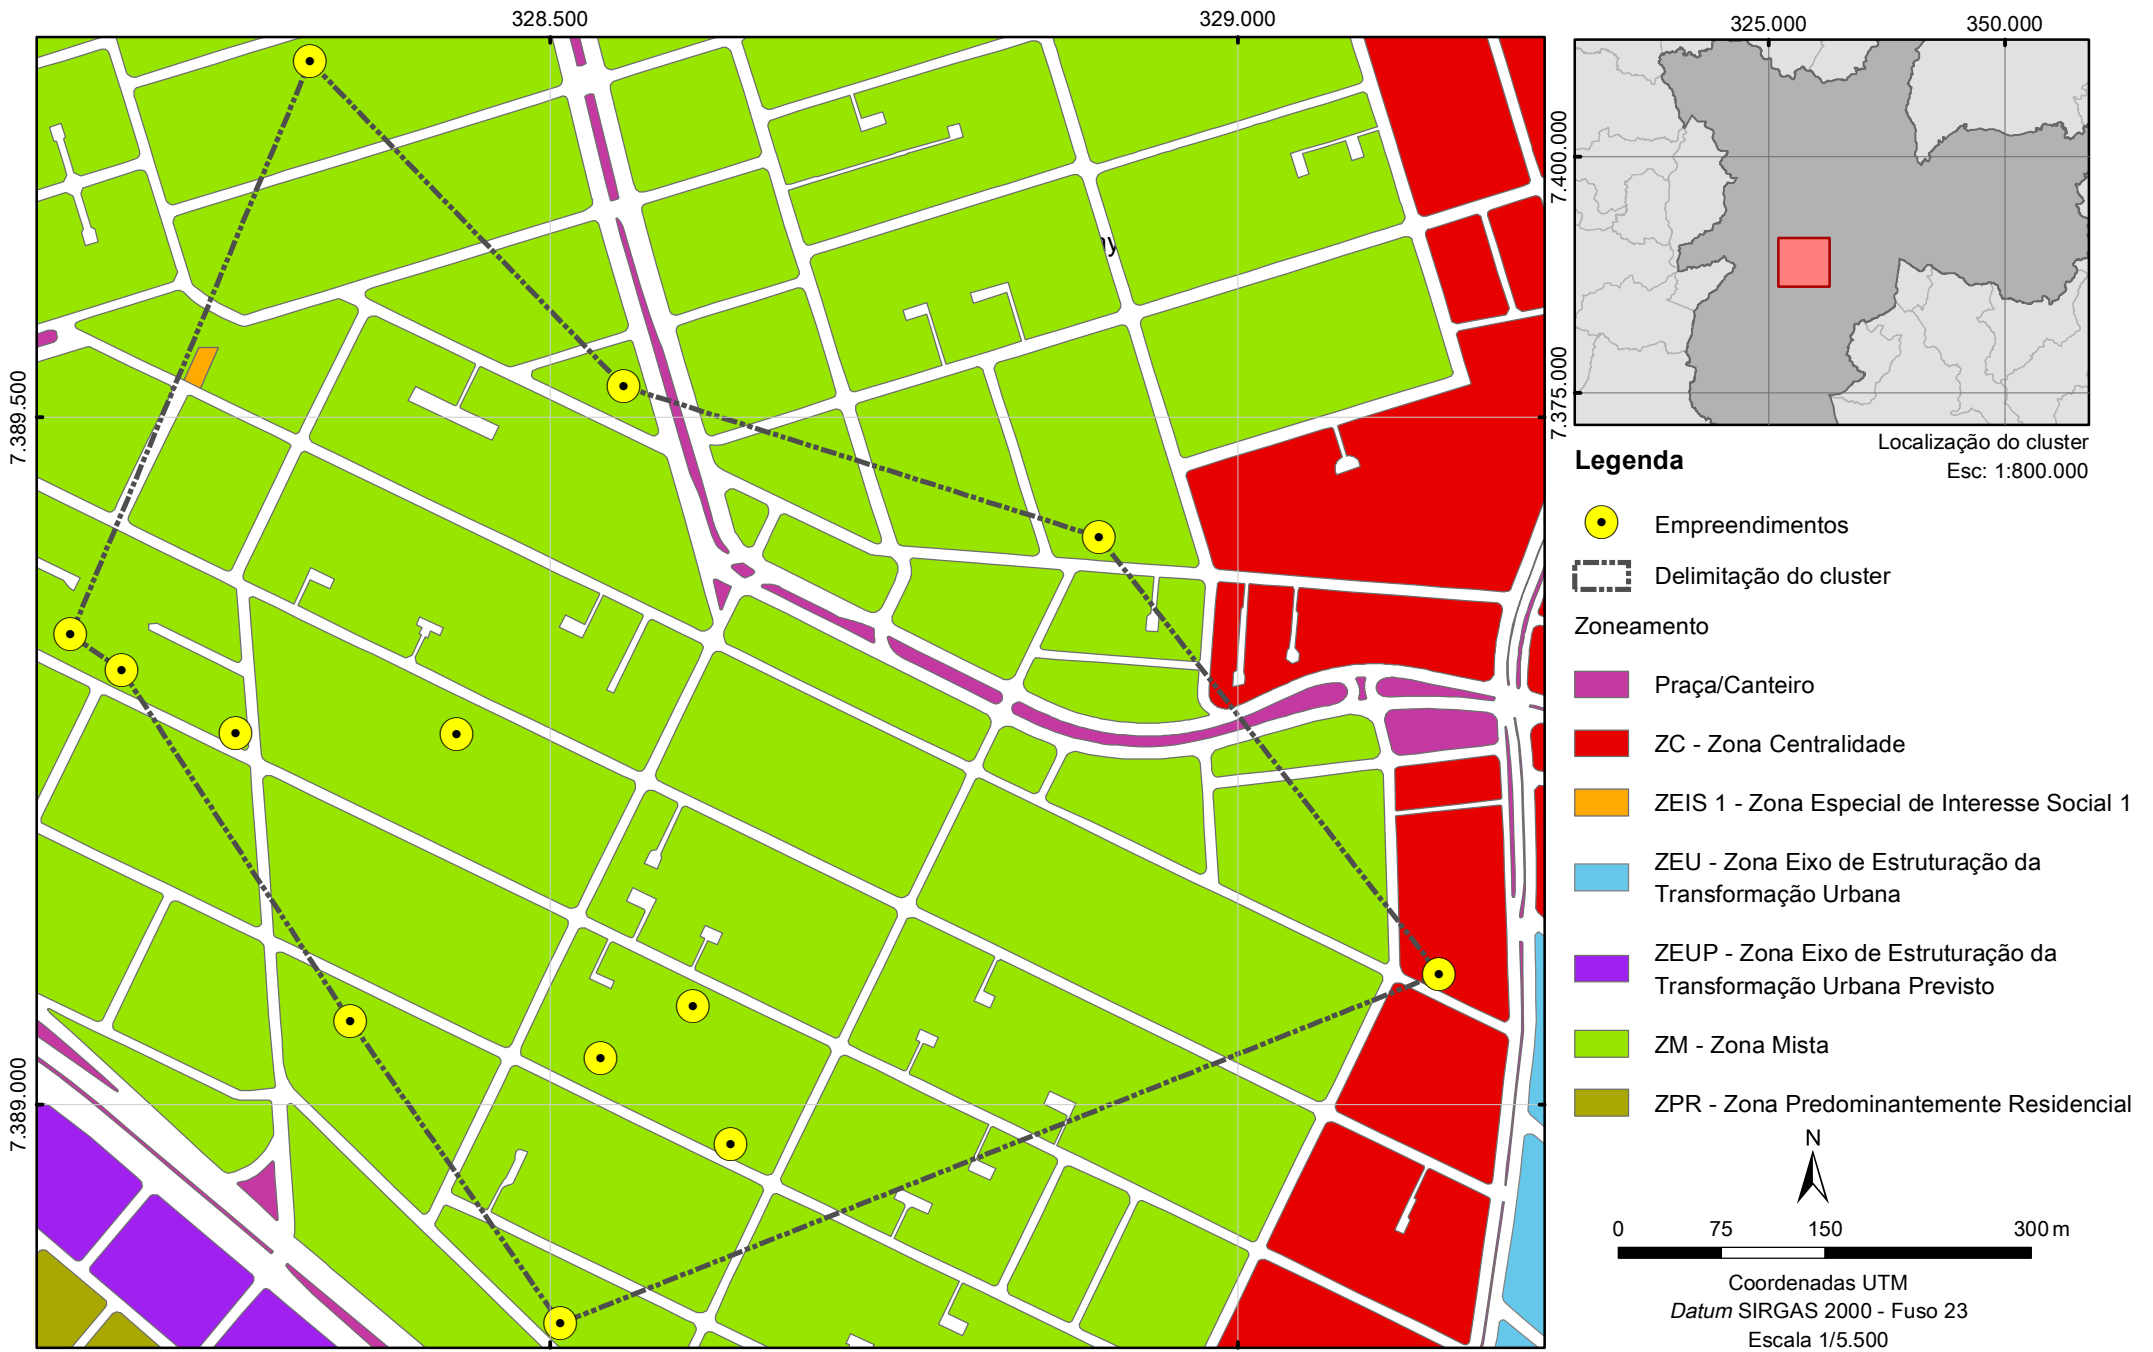 328.500
329.000
325.000
350.000
7.400.000
7.375.000
7.389.500
7.389.000
ay
Localização do cluster
Esc: 1:800.000
Legenda
Empreendimentos
Delimitação do cluster
Zoneamento
Praça/Canteiro
ZC - Zona Centralidade
ZEIS 1 - Zona Especial de Interesse Social 1
ZEU - Zona Eixo de Estruturação da
Transformação Urbana
ZEUP - Zona Eixo de Estruturação da
Transformação Urbana Previsto
ZM - Zona Mista
ZPR - Zona Predominantemente Residencial
N
0 75 150 300 m
Coordenadas UTM
Datum SIRGAS 2000 - Fuso 23
Escala 1/5.500